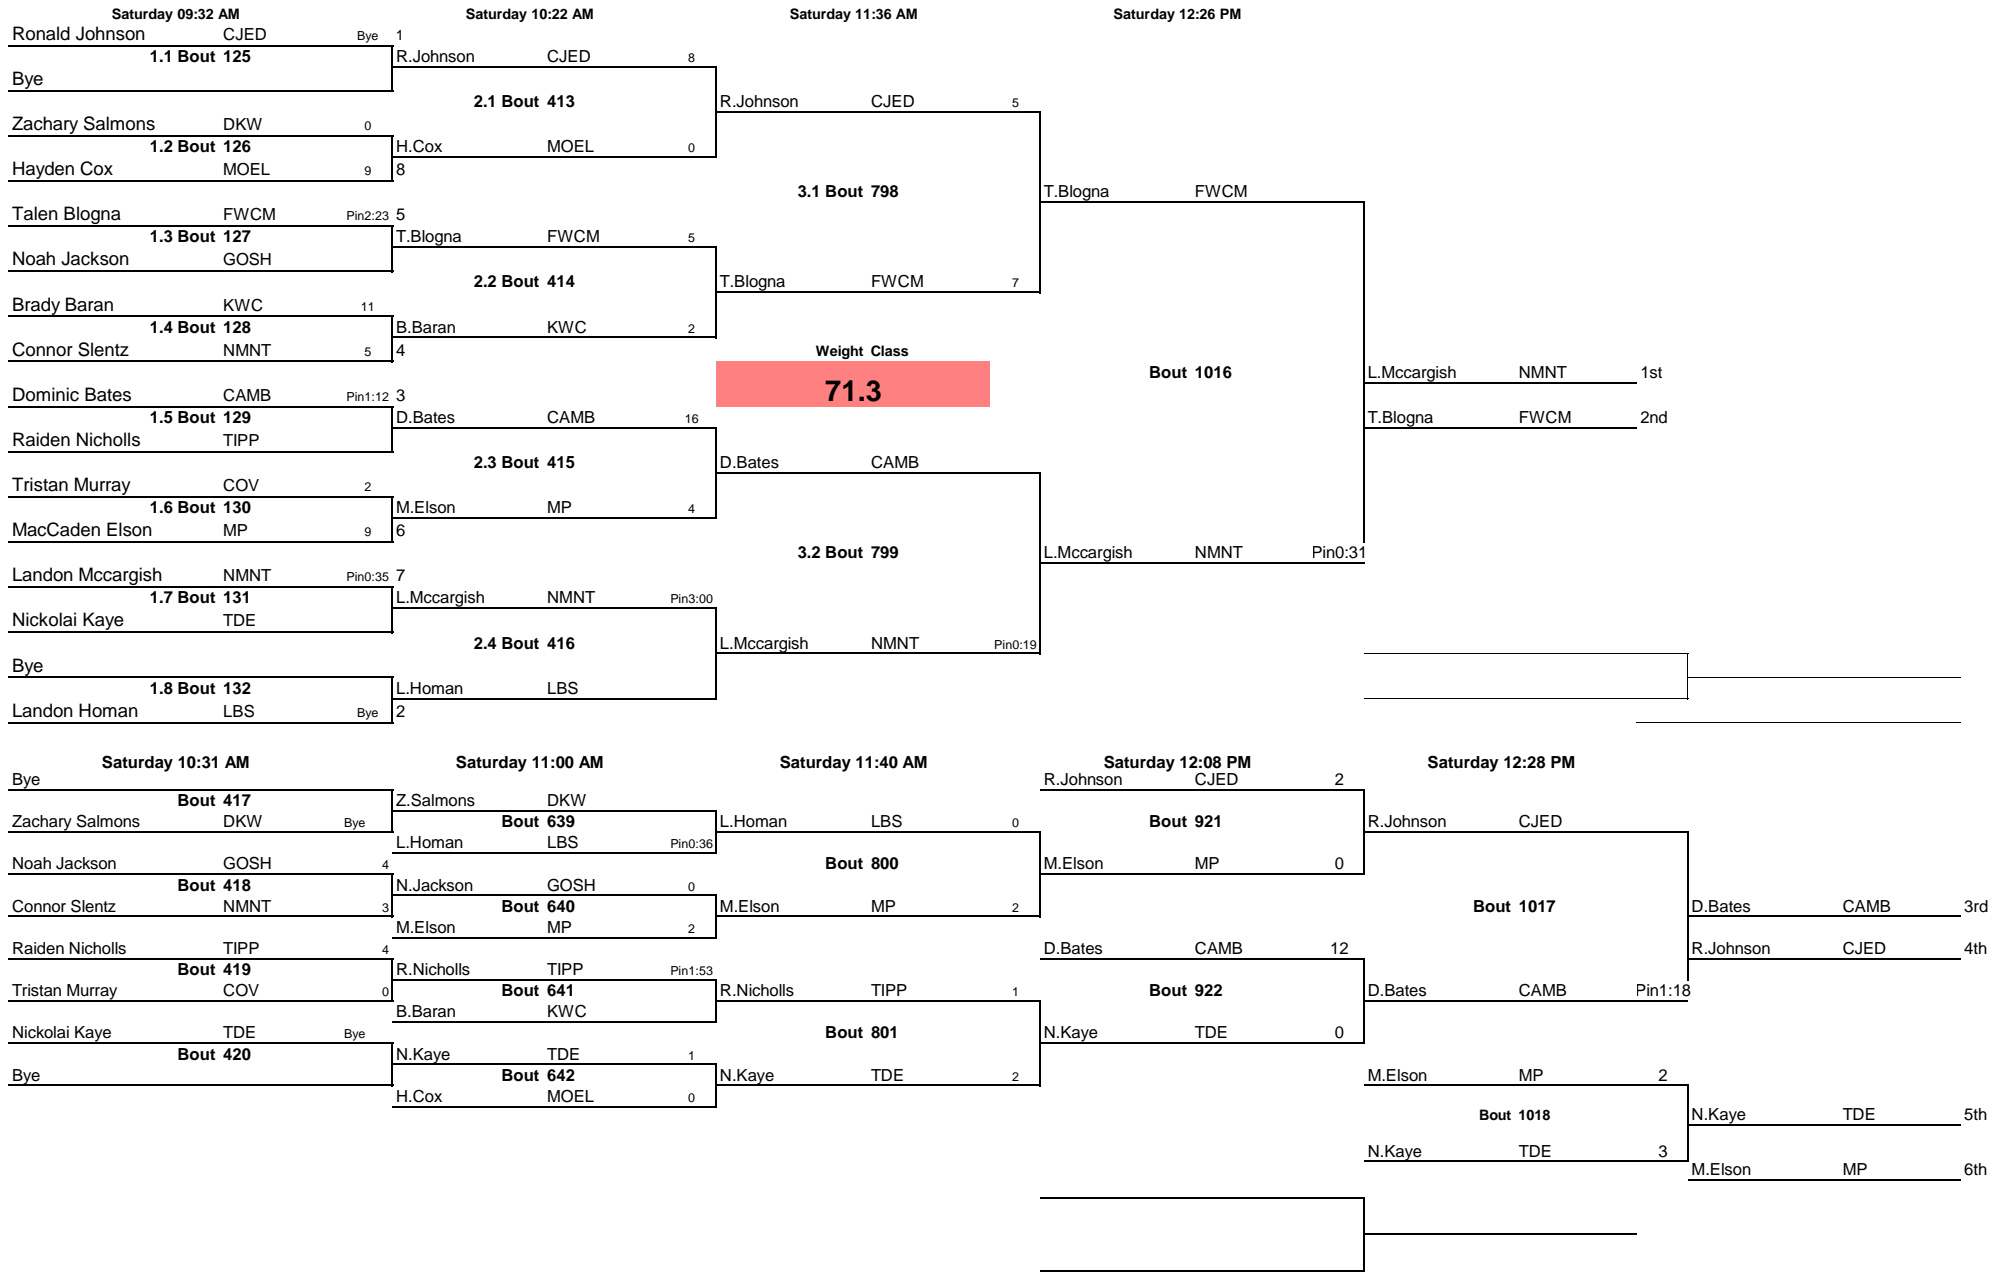 Saturday 09:32 AM Saturday 10:22 AM Saturday 11:36 AM Saturday 12:26 PM
Ronald Johnson CJED Bye 1
1.1 Bout 125 R.Johnson CJED 8
Bye
2.1 Bout 413 R.Johnson CJED 5
Zachary Salmons DKW 0
1.2 Bout 126 H.Cox MOEL 0
Hayden Cox MOEL 9 8
3.1 Bout 798 T.Blogna FWCM
Talen Blogna FWCM Pin2:23 5
1.3 Bout 127 T.Blogna FWCM 5
Noah Jackson GOSH
2.2 Bout 414 T.Blogna FWCM 7
Brady Baran KWC 11
1.4 Bout 128 B.Baran KWC 2
Connor Slentz NMNT 5 4 Weight Class
Bout 1016 L.Mccargish NMNT 1st
Dominic Bates CAMB Pin1:12 3 71.3
1.5 Bout 129 D.Bates CAMB 16 T.Blogna FWCM 2nd
Raiden Nicholls TIPP
2.3 Bout 415 D.Bates CAMB
Tristan Murray COV 2
1.6 Bout 130 M.Elson MP 4
MacCaden Elson MP 9 6
3.2 Bout 799 L.Mccargish NMNT Pin0:31
Landon Mccargish NMNT Pin0:35 7
1.7 Bout 131 L.Mccargish NMNT Pin3:00
Nickolai Kaye TDE
2.4 Bout 416 L.Mccargish NMNT Pin0:19
Bye
1.8 Bout 132 L.Homan LBS
Landon Homan LBS Bye 2
Saturday 10:31 AM Saturday 11:00 AM Saturday 11:40 AM Saturday 12:08 PM Saturday 12:28 PM
Bye R.Johnson CJED 2
Bout 417 Z.Salmons DKW
Zachary Salmons DKW Bye Bout 639 L.Homan LBS 0 Bout 921 R.Johnson CJED
L.Homan LBS Pin0:36
Noah Jackson GOSH 4 Bout 800 M.Elson MP 0
Bout 418 N.Jackson GOSH 0
Connor Slentz NMNT 3 Bout 640 M.Elson MP 2 Bout 1017 D.Bates CAMB 3rd
M.Elson MP 2
Raiden Nicholls TIPP 4 D.Bates CAMB 12 R.Johnson CJED 4th
Bout 419 R.Nicholls TIPP Pin1:53
Tristan Murray COV 0 Bout 641 R.Nicholls TIPP 1 Bout 922 D.Bates CAMB Pin1:18
B.Baran KWC
Nickolai Kaye TDE Bye Bout 801 N.Kaye TDE 0
Bout 420 N.Kaye TDE 1
Bye Bout 642 N.Kaye TDE 2 M.Elson MP 2
H.Cox MOEL 0
Bout 1018 N.Kaye TDE 5th
N.Kaye TDE 3
M.Elson MP 6th